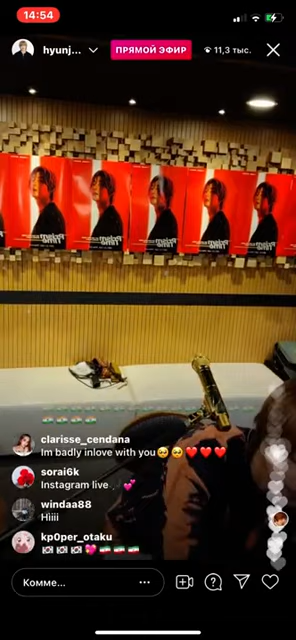 14:54
hyunj...
ПРЯМОЙ ЭФИР
11,3 тыс.
clarisse_cendana
Im badly inlove with you🥺🥺❤️❤️❤️
sorai6k
Instagram live . 💕
windaa88
Hiiii
kp0per_otaku
🇰🇷🇰🇷🇰🇷💖🇮🇷🇮🇷🇮🇷
Комме...